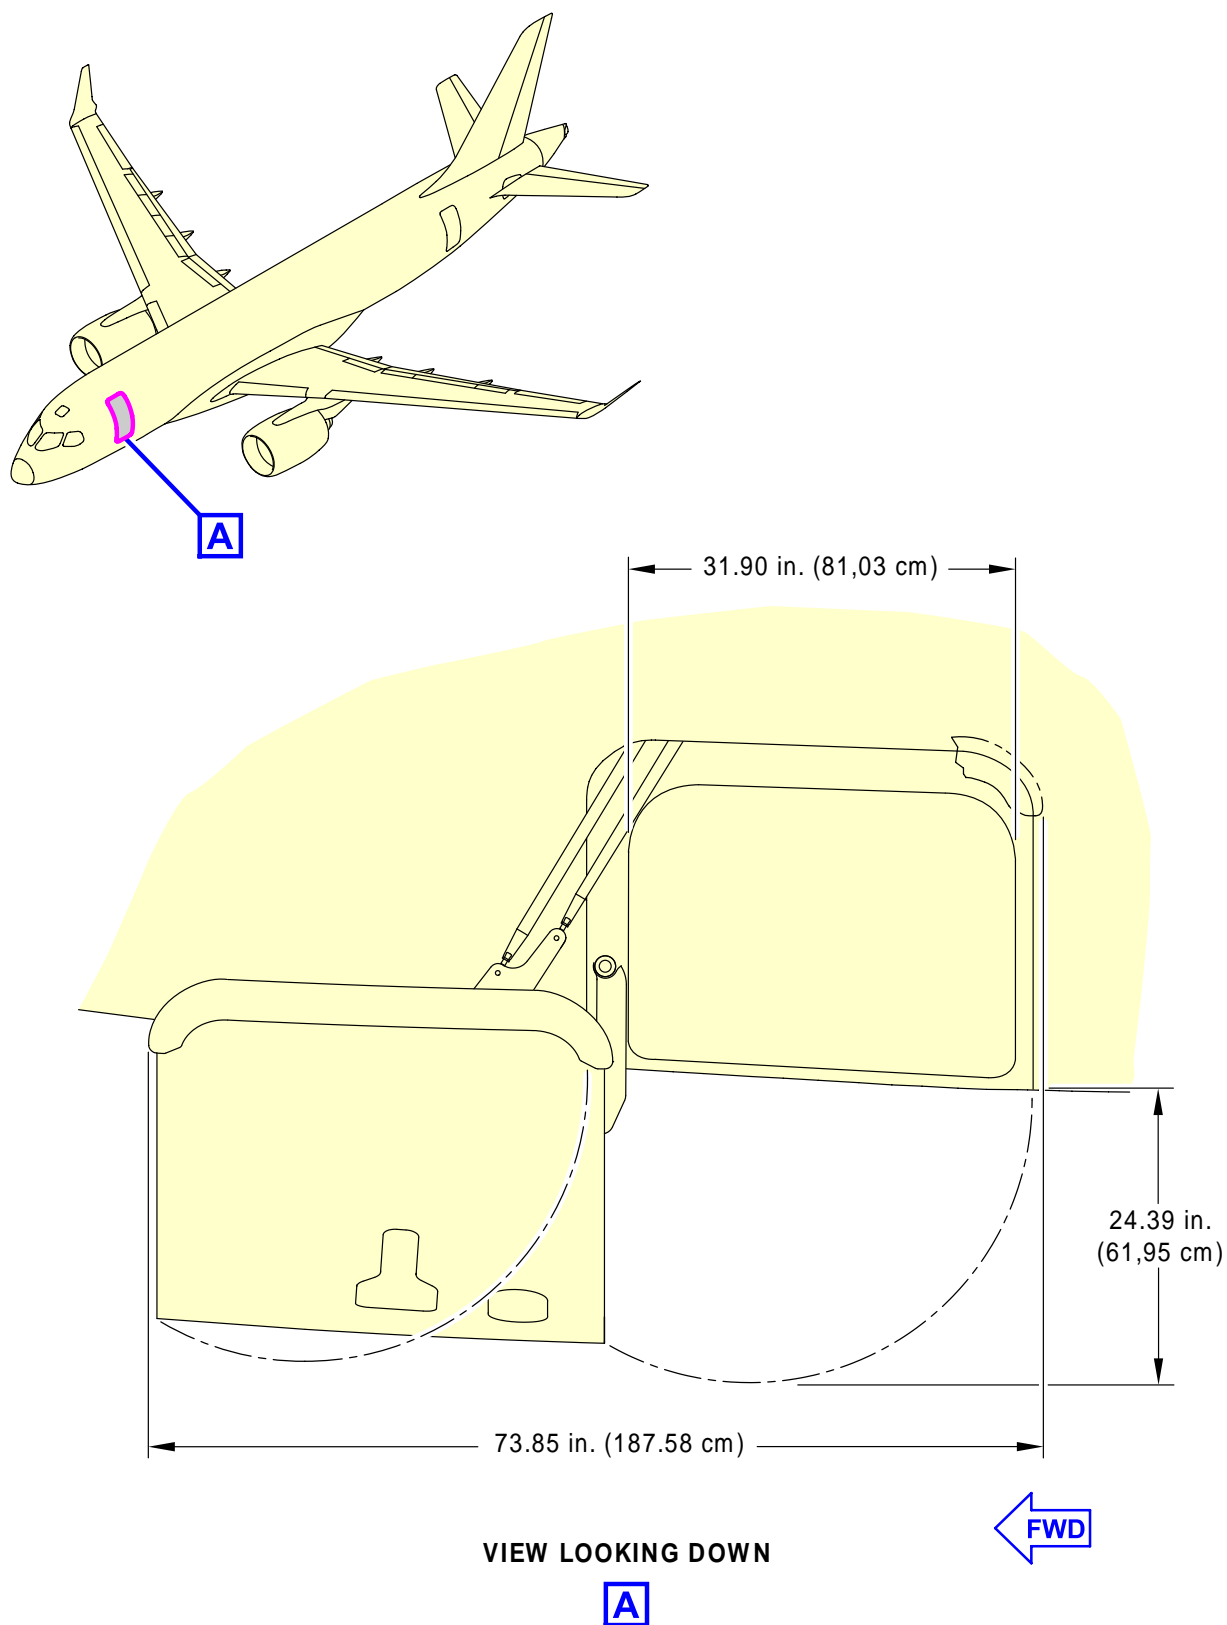 A
31.90 in. (81,03 cm)
24.39 in.
(61,95 cm)
73.85 in. (187.58 cm)
FWD
VIEW LOOKING DOWN
A